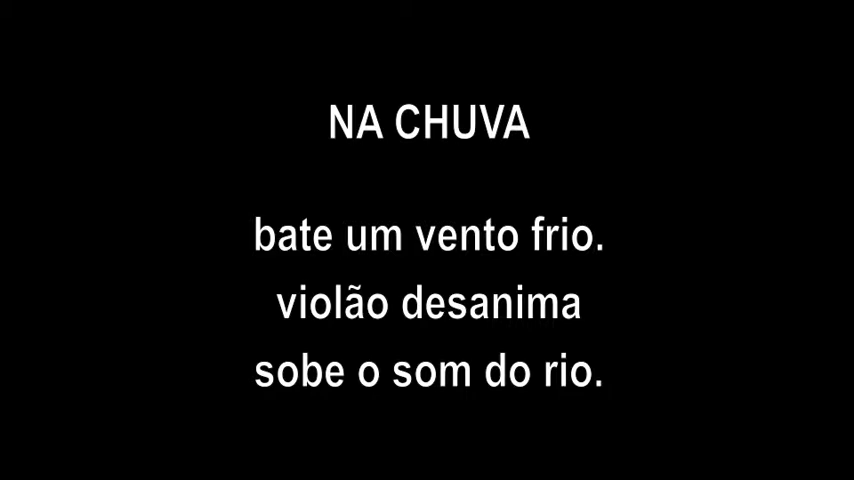 NA CHUVA
bate um vento frio.
violão desanima
sobe o som do rio.